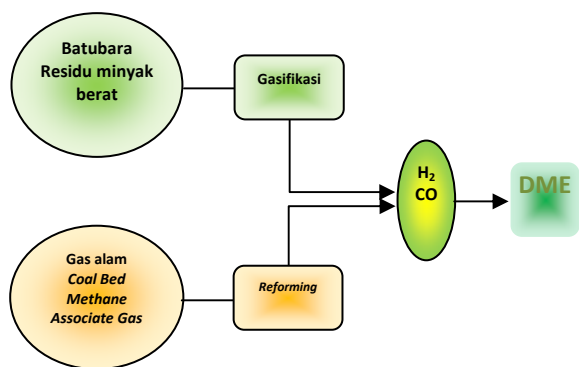 Batubara
Residu minyak
berat
Gasifikasi
H₂
CO
DME
Gas alam
Coal Bed
Methane
Associate Gas
Reforming